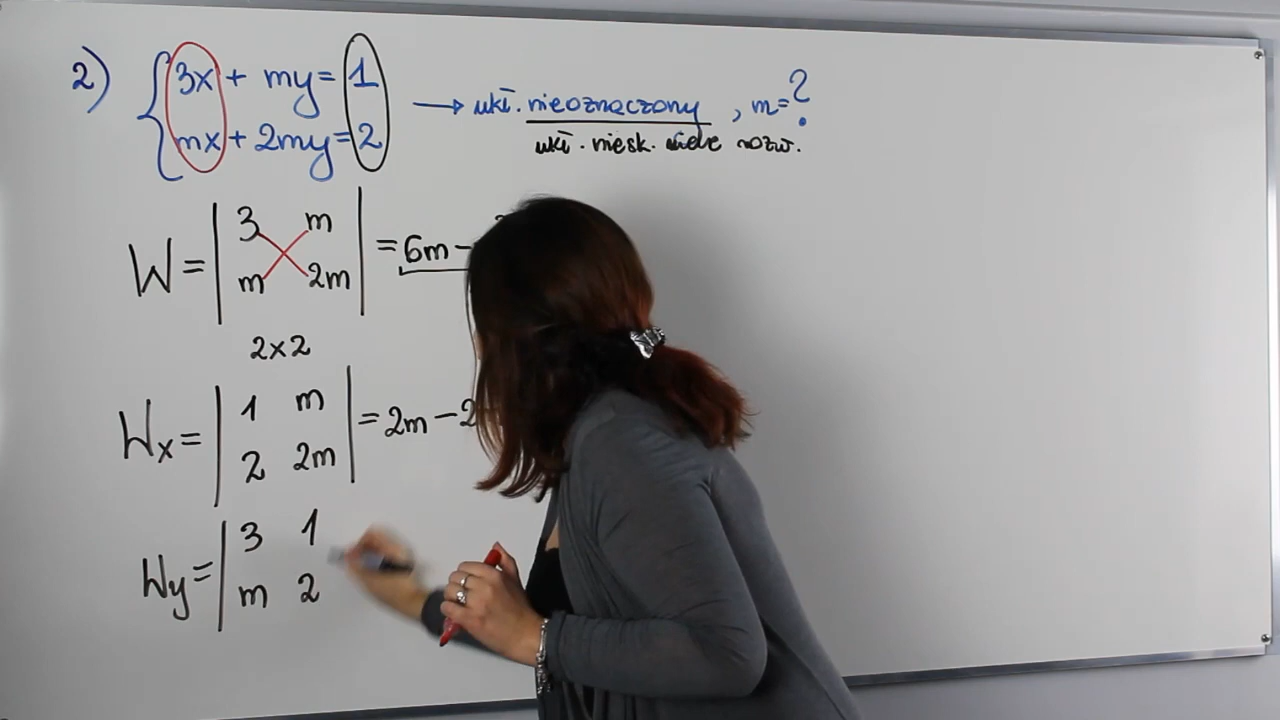 2) { 3x + my = 1 → ukł. nieoznaczony , m = ?
mx + 2my = 2 ukł. niesk. wiele rozw.
W = | 3 m | = 6m -
| m 2m |
2x2
Wx = | 1 m | = 2m - 2
| 2 2m |
Wy = | 3 1
| m 2